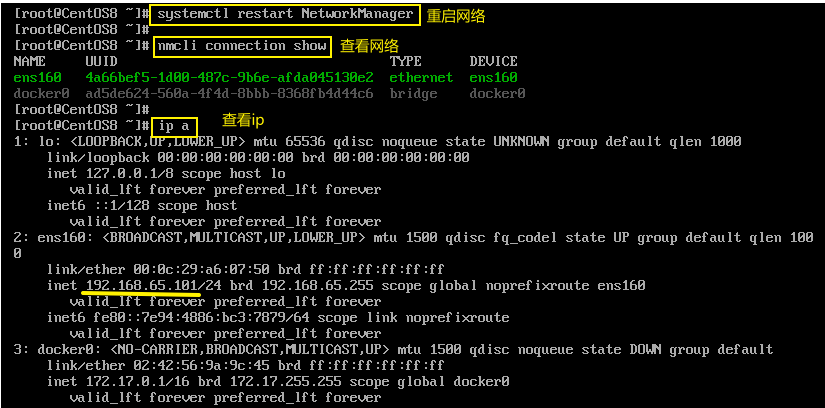 [root@CentOS8 ~]# systemctl restart NetworkManager 重启网络
[root@CentOS8 ~]#
[root@CentOS8 ~]# nmcli connection show 查看网络
NAME UUID TYPE DEVICE
ens160 4a66bef5-1d00-487c-9b6e-afda045130e2 ethernet ens160
docker0 ad5de624-560a-4f4d-8bbb-8368fb4d44c6 bridge docker0
[root@CentOS8 ~]#
[root@CentOS8 ~]# ip a 查看ip
1: lo: <LOOPBACK,UP,LOWER_UP> mtu 65536 qdisc noqueue state UNKNOWN group default qlen 1000
link/loopback 00:00:00:00:00:00 brd 00:00:00:00:00:00
inet 127.0.0.1/8 scope host lo
valid_lft forever preferred_lft forever
inet6 ::1/128 scope host
valid_lft forever preferred_lft forever
2: ens160: <BROADCAST,MULTICAST,UP,LOWER_UP> mtu 1500 qdisc fq_codel state UP group default qlen 100
0
link/ether 00:0c:29:a6:07:50 brd ff:ff:ff:ff:ff:ff
inet 192.168.65.101/24 brd 192.168.65.255 scope global noprefixroute ens160
valid_lft forever preferred_lft forever
inet6 fe80::7e94:4886:bc3:7879/64 scope link noprefixroute
valid_lft forever preferred_lft forever
3: docker0: <NO-CARRIER,BROADCAST,MULTICAST,UP> mtu 1500 qdisc noqueue state DOWN group default
link/ether 02:42:56:9a:9c:45 brd ff:ff:ff:ff:ff:ff
inet 172.17.0.1/16 brd 172.17.255.255 scope global docker0
valid_lft forever preferred_lft forever